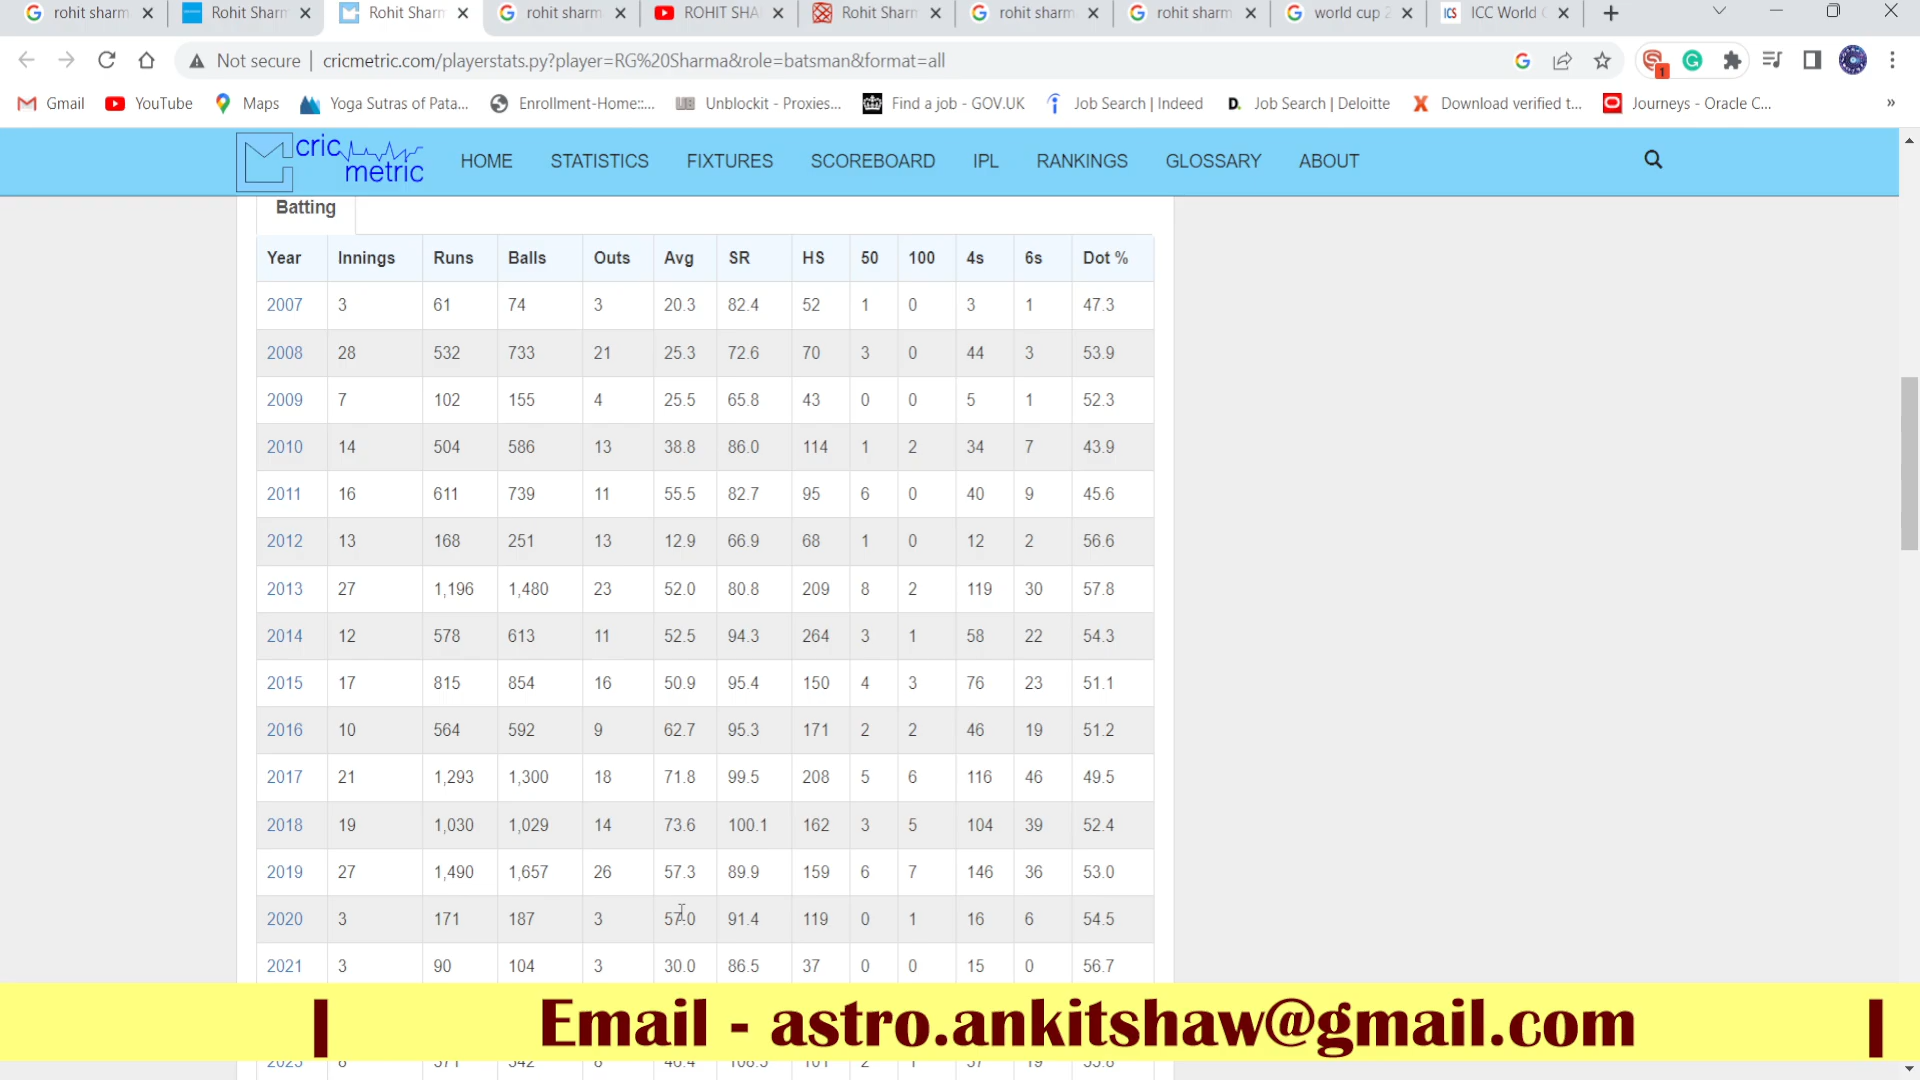 rohit sharm
Rohit Sharm
Rohit Sharm
rohit sharm
ROHIT SHA
Rohit Sharm
rohit sharm
rohit sharm
world cup 2
ICS ICC World C
Not secure | cricmetric.com/playerstats.py?player=RG%20Sharma&role=batsman&format=all
1
Gmail YouTube Maps Yoga Sutras of Pata... Enrollment-Home::... UB Unblockit - Proxies... Find a job - GOV.UK Job Search | Indeed D. Job Search | Deloitte X Download verified t... Journeys - Oracle C... »
cric metric HOME STATISTICS FIXTURES SCOREBOARD IPL RANKINGS GLOSSARY ABOUT
Batting
Year Innings Runs Balls Outs Avg SR HS 50 100 4s 6s Dot %
2007 3 61 74 3 20.3 82.4 52 1 0 3 1 47.3
2008 28 532 733 21 25.3 72.6 70 3 0 44 3 53.9
2009 7 102 155 4 25.5 65.8 43 0 0 5 1 52.3
2010 14 504 586 13 38.8 86.0 114 1 2 34 7 43.9
2011 16 611 739 11 55.5 82.7 95 6 0 40 9 45.6
2012 13 168 251 13 12.9 66.9 68 1 0 12 2 56.6
2013 27 1,196 1,480 23 52.0 80.8 209 8 2 119 30 57.8
2014 12 578 613 11 52.5 94.3 264 3 1 58 22 54.3
2015 17 815 854 16 50.9 95.4 150 4 3 76 23 51.1
2016 10 564 592 9 62.7 95.3 171 2 2 46 19 51.2
2017 21 1,293 1,300 18 71.8 99.5 208 5 6 116 46 49.5
2018 19 1,030 1,029 14 73.6 100.1 162 3 5 104 39 52.4
2019 27 1,490 1,657 26 57.3 89.9 159 6 7 146 36 53.0
2020 3 171 187 3 57.0 91.4 119 0 1 16 6 54.5
2021 3 90 104 3 30.0 86.5 37 0 0 15 0 56.7
| Email - astro.ankitshaw@gmail.com |